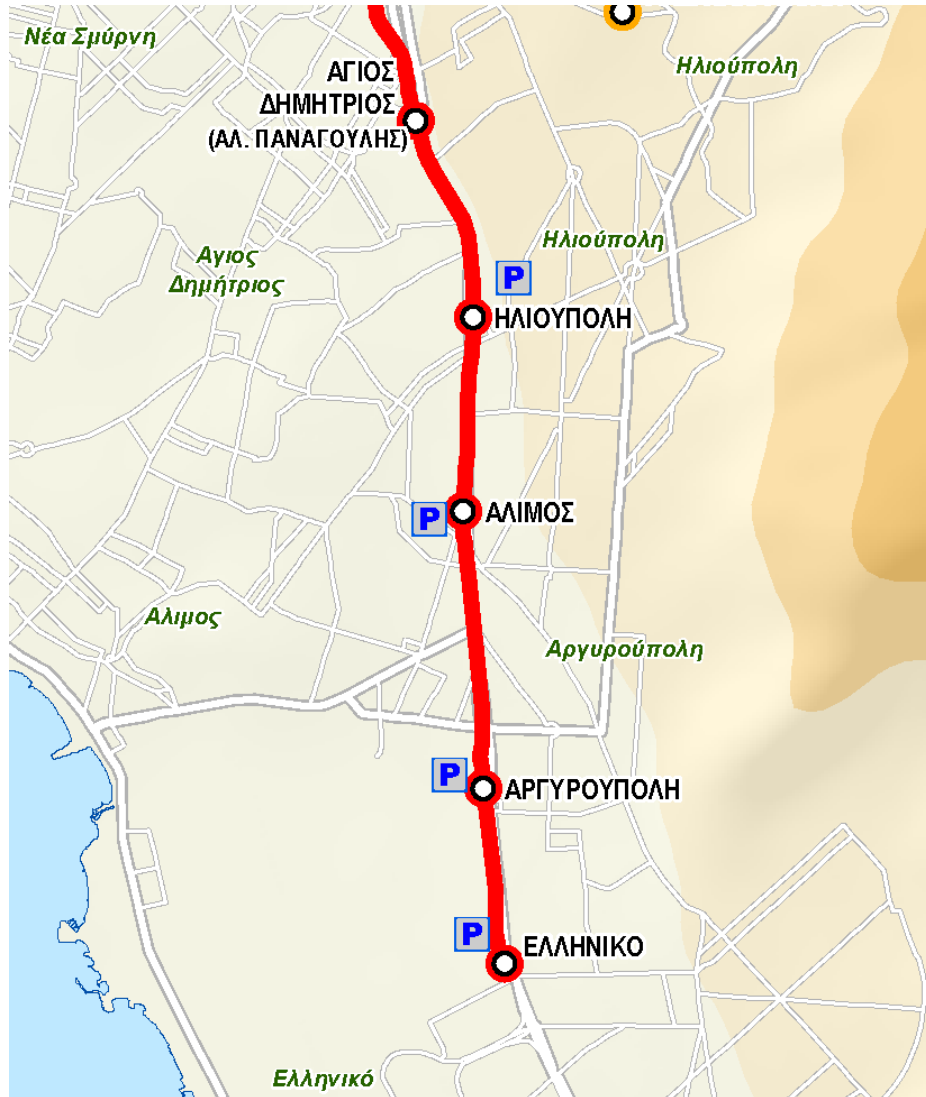 Νέα Σμύρνη
Ηλιούπολη
ΑΓΙΟΣ
ΔΗΜΗΤΡΙΟΣ
(ΑΛ. ΠΑΝΑΓΟΥΛΗΣ)
Ηλιούπολη
Αγιος
Δημήτριος
P
ΗΛΙΟΥΠΟΛΗ
P
ΑΛΙΜΟΣ
Αλιμος
Αργυρούπολη
P
ΑΡΓΥΡΟΥΠΟΛΗ
P
ΕΛΛΗΝΙΚΟ
Ελληνικό